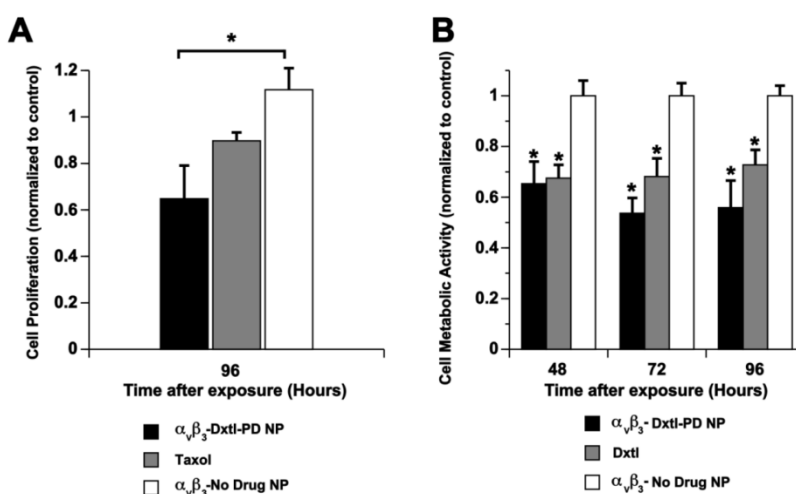 A
*
Cell Proliferation (normalized to control)
1.2
1
0.8
0.6
0.4
0.2
0
96
Time after exposure (Hours)
αvβ3-Dxtl-PD NP
Taxol
αvβ3-No Drug NP
B
Cell Metabolic Activity (normalized to control)
1
0.8
0.6
0.4
0.2
0
* * * * * *
48 72 96
Time after exposure (Hours)
αvβ3- Dxtl-PD NP
Dxtl
αvβ3- No Drug NP